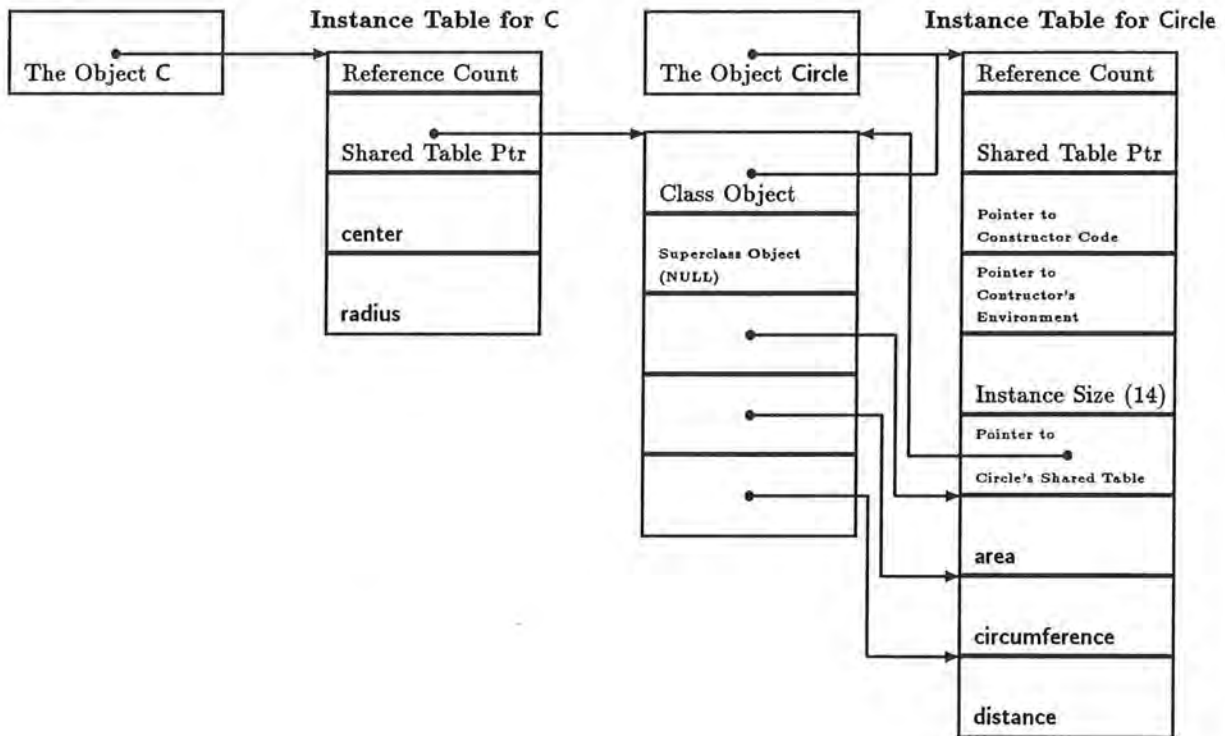 Instance Table for C
Instance Table for Circle
The Object C
Reference Count
Shared Table Ptr
center
radius
The Object Circle
Class Object
Superclass Object
(NULL)
Reference Count
Shared Table Ptr
Pointer to
Constructor Code
Pointer to
Contructor's
Environment
Instance Size (14)
Pointer to
Circle's Shared Table
area
circumference
distance